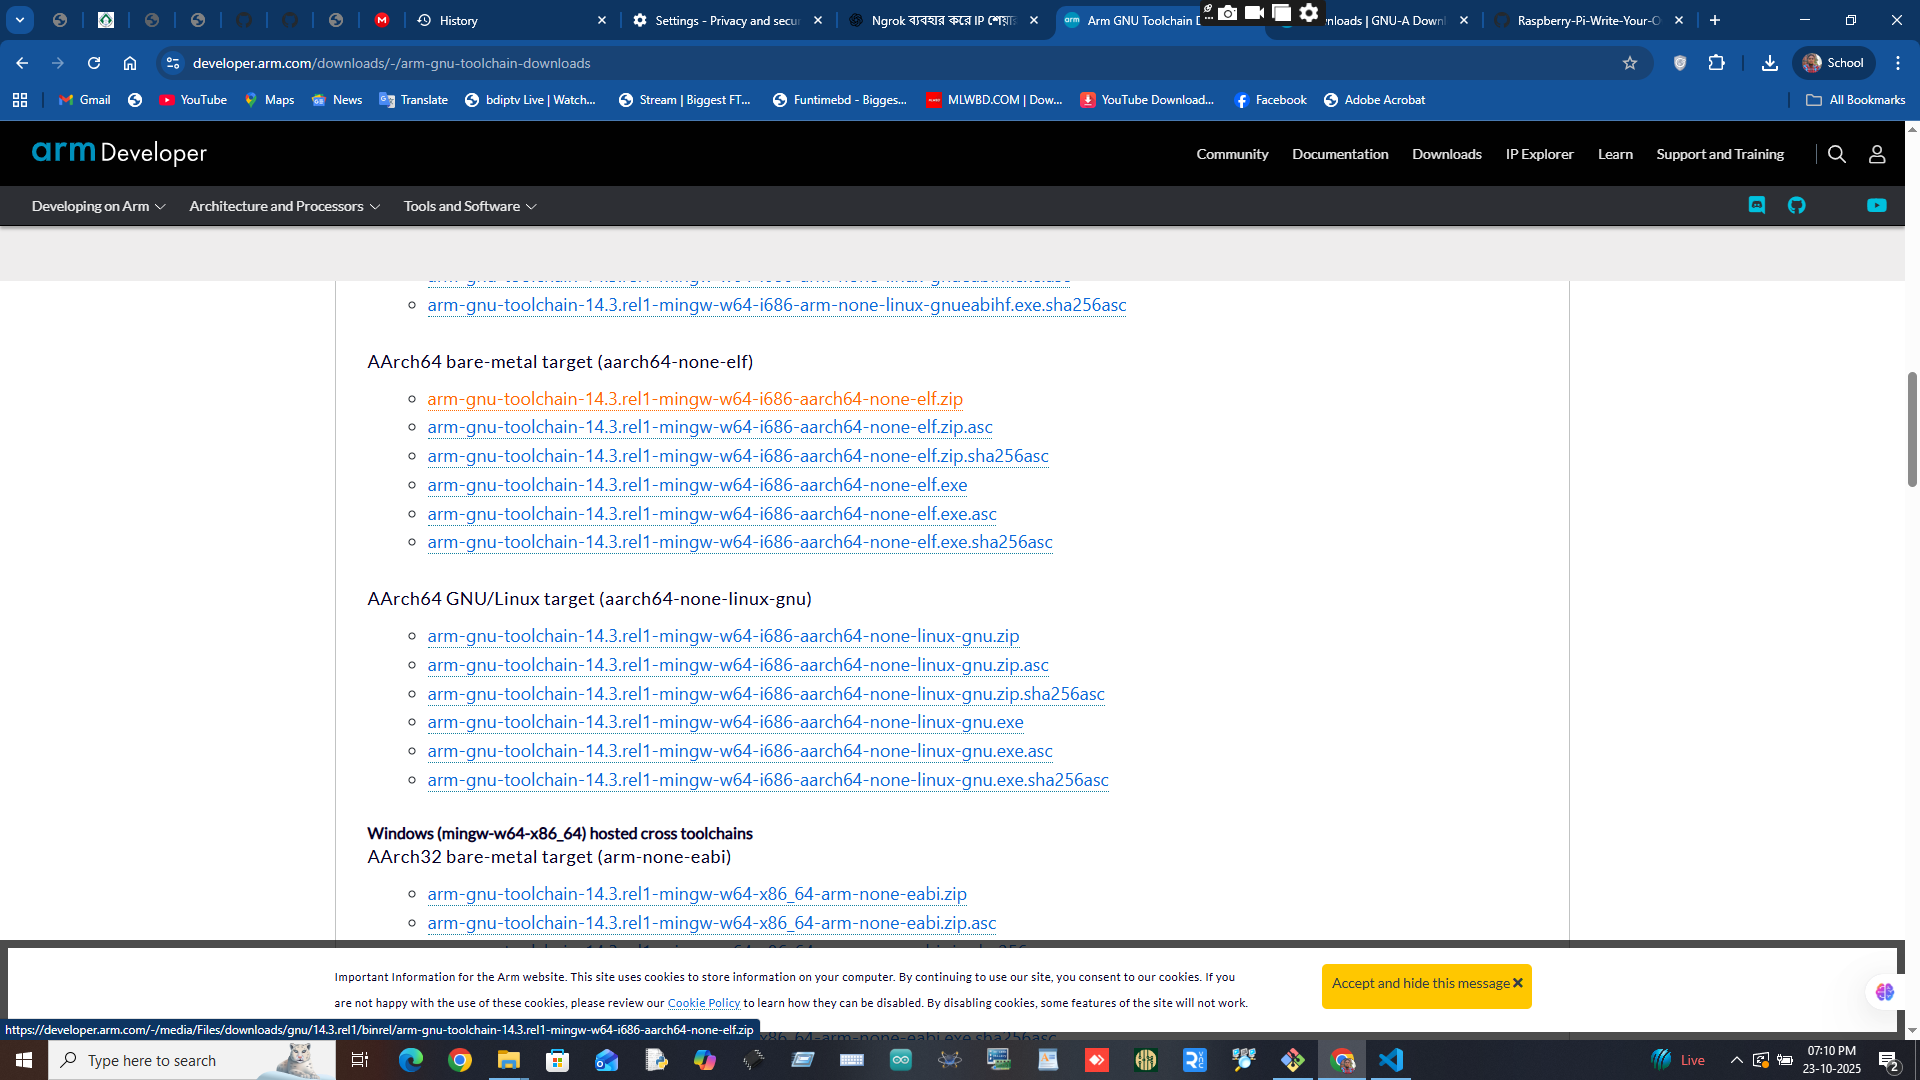 History
Settings - Privacy and secur
Ngrok ব্যবহার করে IP শেয়ার
Arm GNU Toolchain D
nloads | GNU-A Downl
Raspberry-Pi-Write-Your-O
developer.arm.com/downloads/-/arm-gnu-toolchain-downloads
School
Gmail
YouTube
Maps
News
Translate
bdiptv Live | Watch...
Stream | Biggest FT...
Funtimebd - Bigges...
MLWBD.COM | Dow...
YouTube Download...
Facebook
Adobe Acrobat
All Bookmarks
arm Developer
Community
Documentation
Downloads
IP Explorer
Learn
Support and Training
Developing on Arm
Architecture and Processors
Tools and Software
arm-gnu-toolchain-14.3.rel1-mingw-w64-i686-arm-none-linux-gnueabihf.exe.sha256asc
AArch64 bare-metal target (aarch64-none-elf)
arm-gnu-toolchain-14.3.rel1-mingw-w64-i686-aarch64-none-elf.zip
arm-gnu-toolchain-14.3.rel1-mingw-w64-i686-aarch64-none-elf.zip.asc
arm-gnu-toolchain-14.3.rel1-mingw-w64-i686-aarch64-none-elf.zip.sha256asc
arm-gnu-toolchain-14.3.rel1-mingw-w64-i686-aarch64-none-elf.exe
arm-gnu-toolchain-14.3.rel1-mingw-w64-i686-aarch64-none-elf.exe.asc
arm-gnu-toolchain-14.3.rel1-mingw-w64-i686-aarch64-none-elf.exe.sha256asc
AArch64 GNU/Linux target (aarch64-none-linux-gnu)
arm-gnu-toolchain-14.3.rel1-mingw-w64-i686-aarch64-none-linux-gnu.zip
arm-gnu-toolchain-14.3.rel1-mingw-w64-i686-aarch64-none-linux-gnu.zip.asc
arm-gnu-toolchain-14.3.rel1-mingw-w64-i686-aarch64-none-linux-gnu.zip.sha256asc
arm-gnu-toolchain-14.3.rel1-mingw-w64-i686-aarch64-none-linux-gnu.exe
arm-gnu-toolchain-14.3.rel1-mingw-w64-i686-aarch64-none-linux-gnu.exe.asc
arm-gnu-toolchain-14.3.rel1-mingw-w64-i686-aarch64-none-linux-gnu.exe.sha256asc
Windows (mingw-w64-x86_64) hosted cross toolchains
AArch32 bare-metal target (arm-none-eabi)
arm-gnu-toolchain-14.3.rel1-mingw-w64-x86_64-arm-none-eabi.zip
arm-gnu-toolchain-14.3.rel1-mingw-w64-x86_64-arm-none-eabi.zip.asc
Important Information for the Arm website. This site uses cookies to store information on your computer. By continuing to use our site, you consent to our cookies. If you
are not happy with the use of these cookies, please review our Cookie Policy to learn how they can be disabled. By disabling cookies, some features of the site will not work.
Accept and hide this message
https://developer.arm.com/-/media/Files/downloads/gnu/14.3.rel1/binrel/arm-gnu-toolchain-14.3.rel1-mingw-w64-i686-aarch64-none-elf.zip
Type here to search
Live
07:10 PM
23-10-2025
2